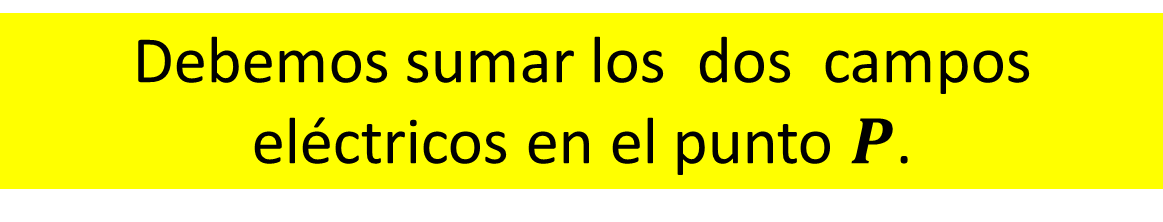 Debemos sumar los dos campos
eléctricos en el punto P.